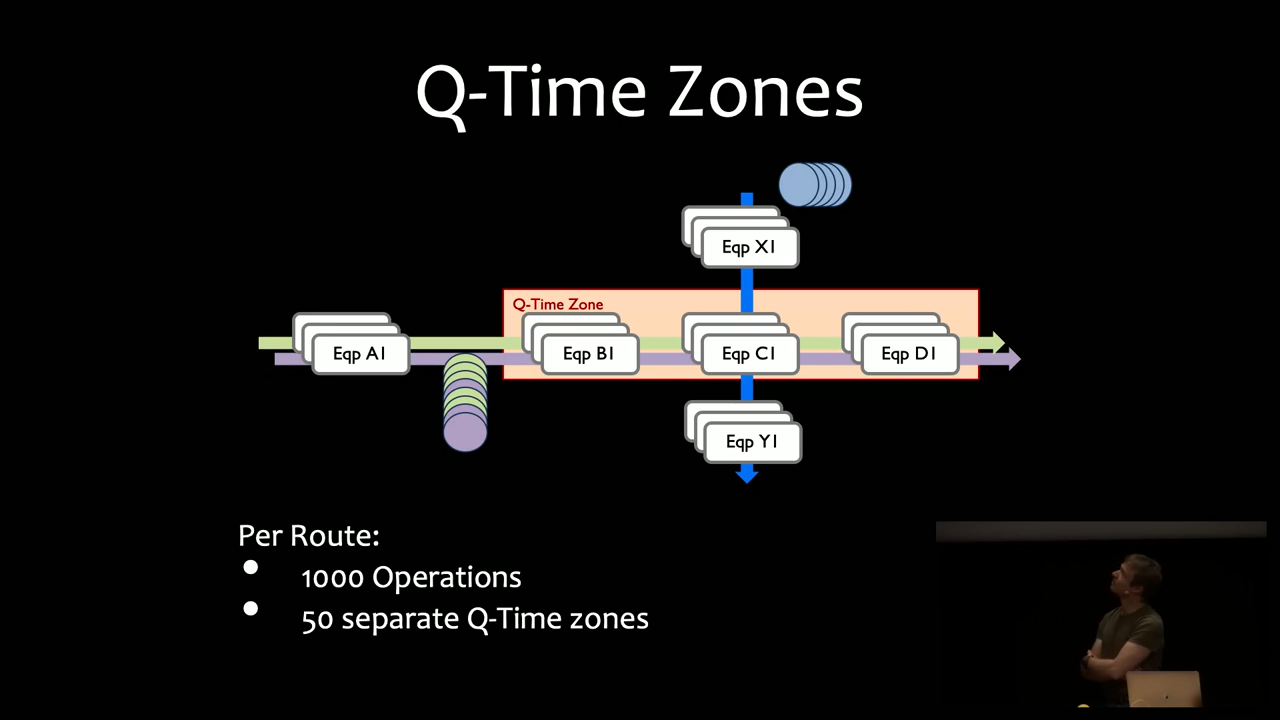 Q-Time Zones
Eqp X1
Q-Time Zone
Eqp A1
Eqp B1
Eqp C1
Eqp D1
Eqp Y1
Per Route:
• 1000 Operations
• 50 separate Q-Time zones